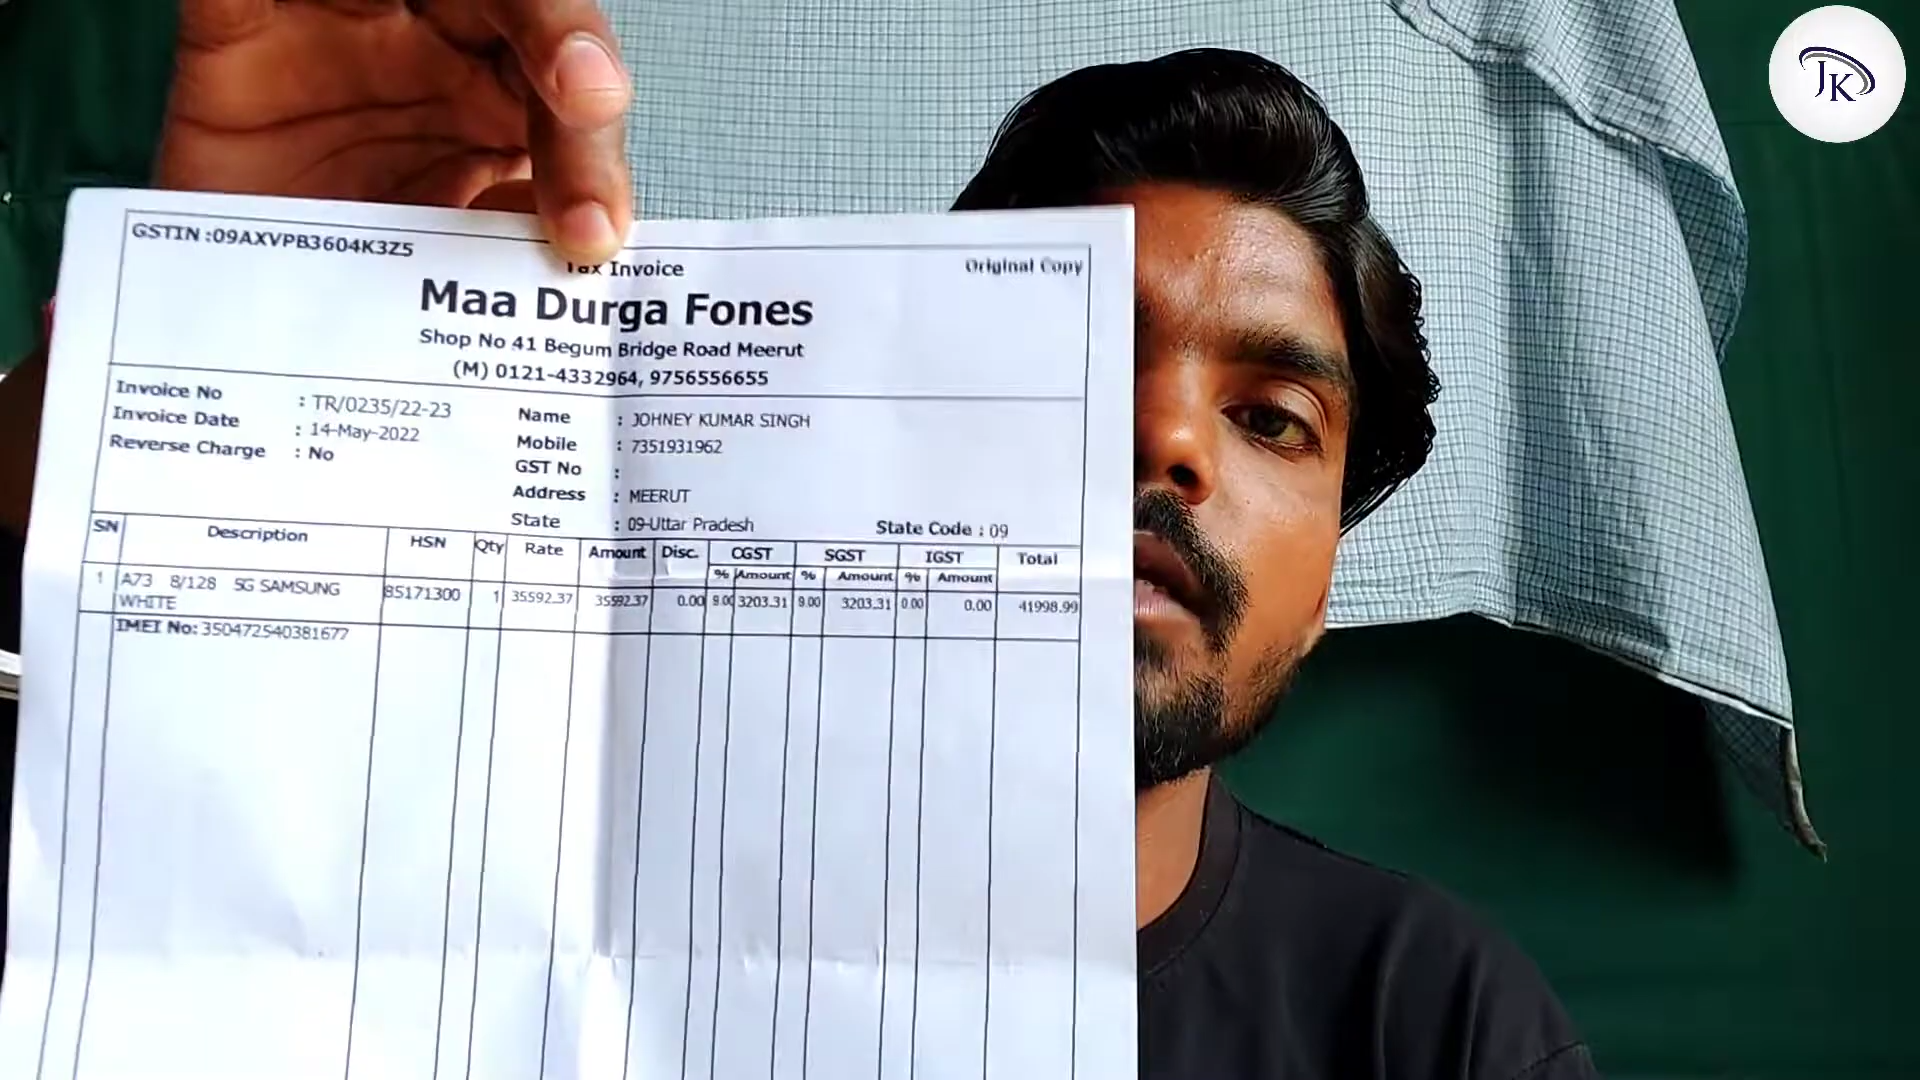 JK
GSTIN :09AXVPB3604K3Z5
Tax Invoice
Original Copy
Maa Durga Fones
Shop No 41 Begum Bridge Road Meerut
(M) 0121-4332964, 9756556655
Invoice No : TR/0235/22-23
Invoice Date : 14-May-2022
Reverse Charge : No
Name : JOHNEY KUMAR SINGH
Mobile : 7351931962
GST No :
Address : MEERUT
State : 09-Uttar Pradesh State Code : 09
SN Description HSN Qty Rate Amount Disc. CGST SGST IGST Total
% Amount % Amount % Amount
1 A73 8/128 5G SAMSUNG 85171300 1 35592.37 35592.37 0.00 9.00 3203.31 9.00 3203.31 0.00 0.00 41998.99
WHITE
IMEI No: 350472540381677